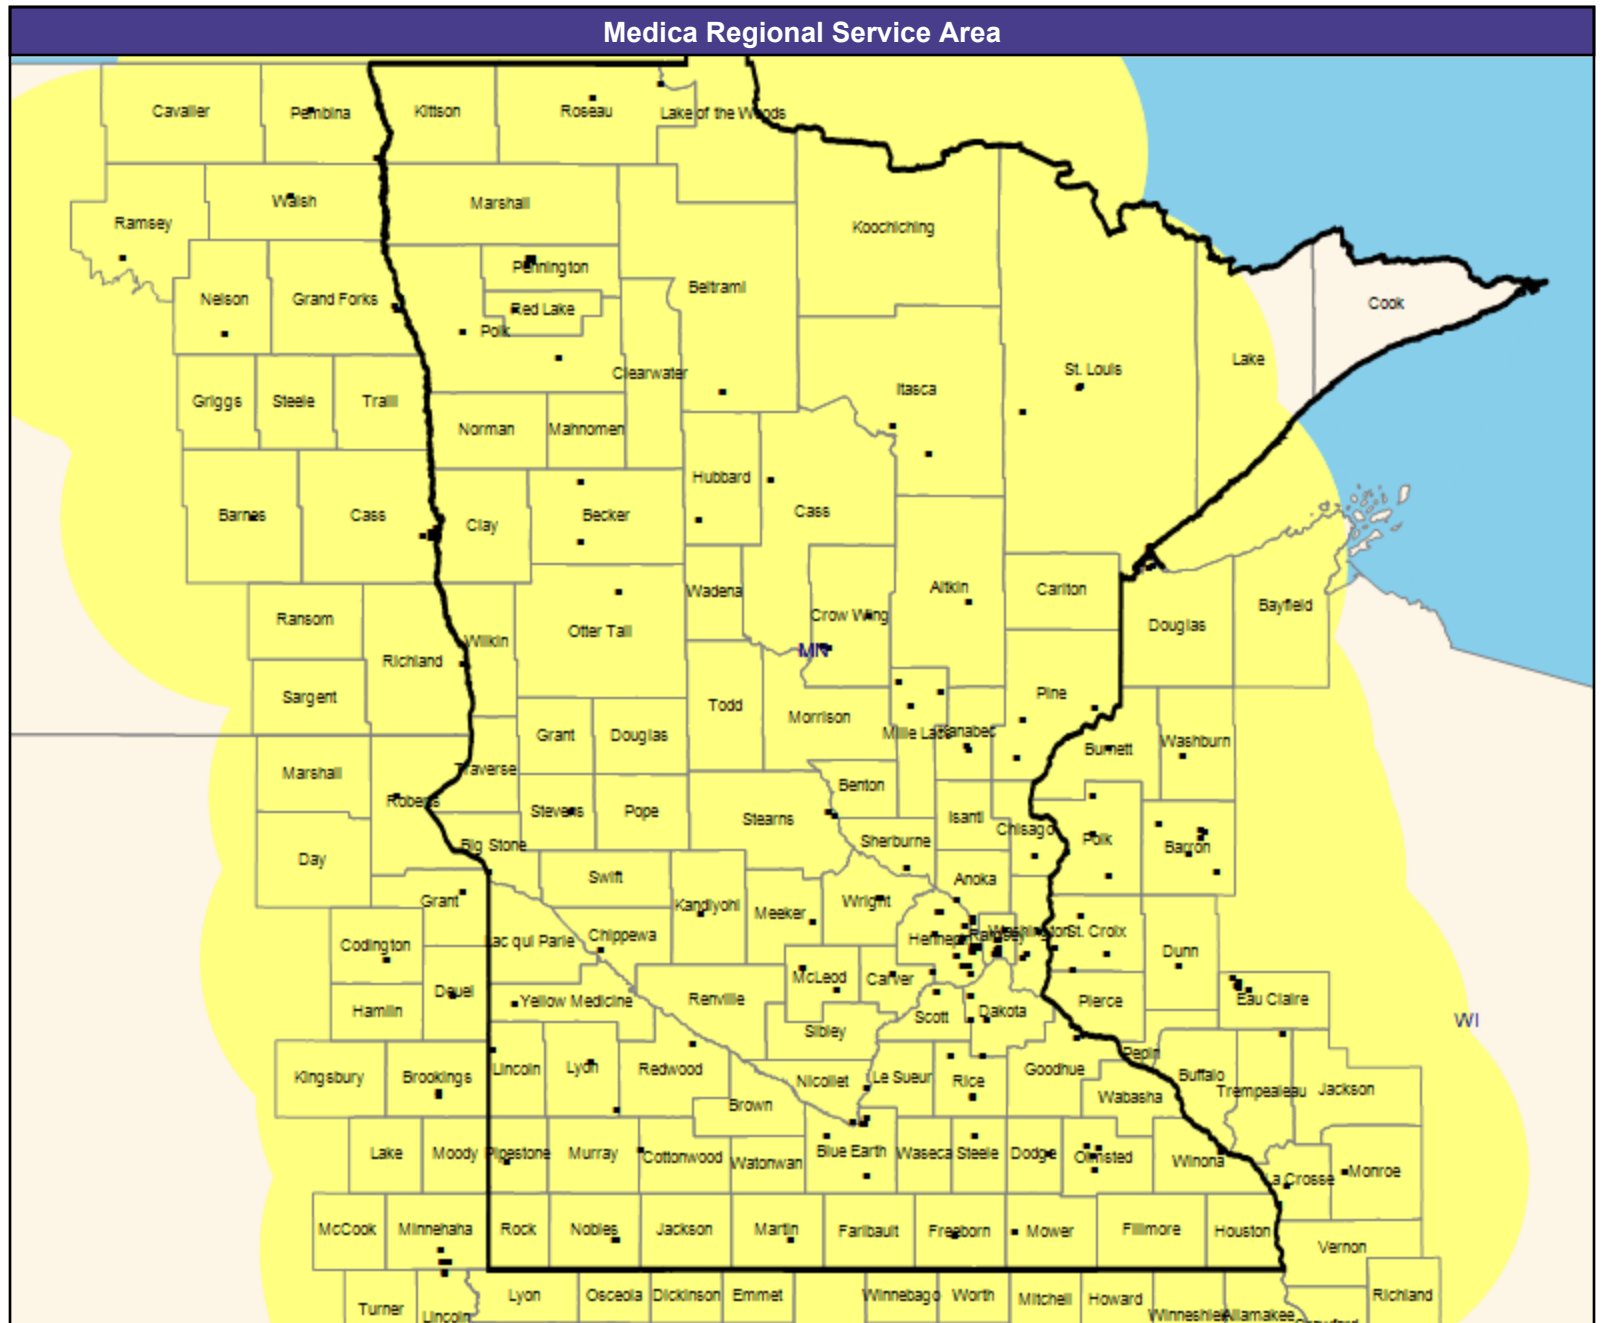 Medica Regional Service Area
Cavalier
Pembina
Kittson
Roseau
Lake of the Woods
Ramsey
Walsh
Marshall
Koochiching
Pennington
Nelson
Grand Forks
Red Lake
Polk
Beltrami
Cook
Clearwater
Itasca
St. Louis
Lake
Griggs
Steele
Traill
Norman
Mahnomen
Hubbard
Barnes
Cass
Clay
Becker
Cass
Wadena
Aitkin
Carlton
Bayfield
Ransom
Otter Tail
Crow Wing
Douglas
Wilkin
MN
Richland
Sargent
Todd
Morrison
Pine
Grant
Douglas
Mille Lacs
Kanabec
Burnett
Washburn
Marshall
Traverse
Benton
Roberts
Stevens
Pope
Stearns
Isanti
Chisago
Polk
Barron
Day
Big Stone
Sherburne
Swift
Anoka
Grant
Kandiyohi
Meeker
Wright
Codington
Lac qui Parle
Chippewa
Hennepin
Ramsey
Washington
St. Croix
Dunn
Deuel
McLeod
Carver
Hamlin
Yellow Medicine
Renville
Scott
Dakota
Pierce
Eau Claire
WI
Sibley
Kingsbury
Brookings
Lincoln
Lyon
Redwood
Nicollet
Le Sueur
Rice
Goodhue
Pepin
Buffalo
Trempealeau
Jackson
Brown
Wabasha
Lake
Moody
Pipestone
Murray
Cottonwood
Watonwan
Blue Earth
Waseca
Steele
Dodge
Olmsted
Winona
La Crosse
Monroe
McCook
Minnehaha
Rock
Nobles
Jackson
Martin
Faribault
Freeborn
Mower
Fillmore
Houston
Vernon
Turner
Lincoln
Lyon
Osceola
Dickinson
Emmet
Winnebago
Worth
Mitchell
Howard
Winneshiek
Allamakee
Crawford
Richland